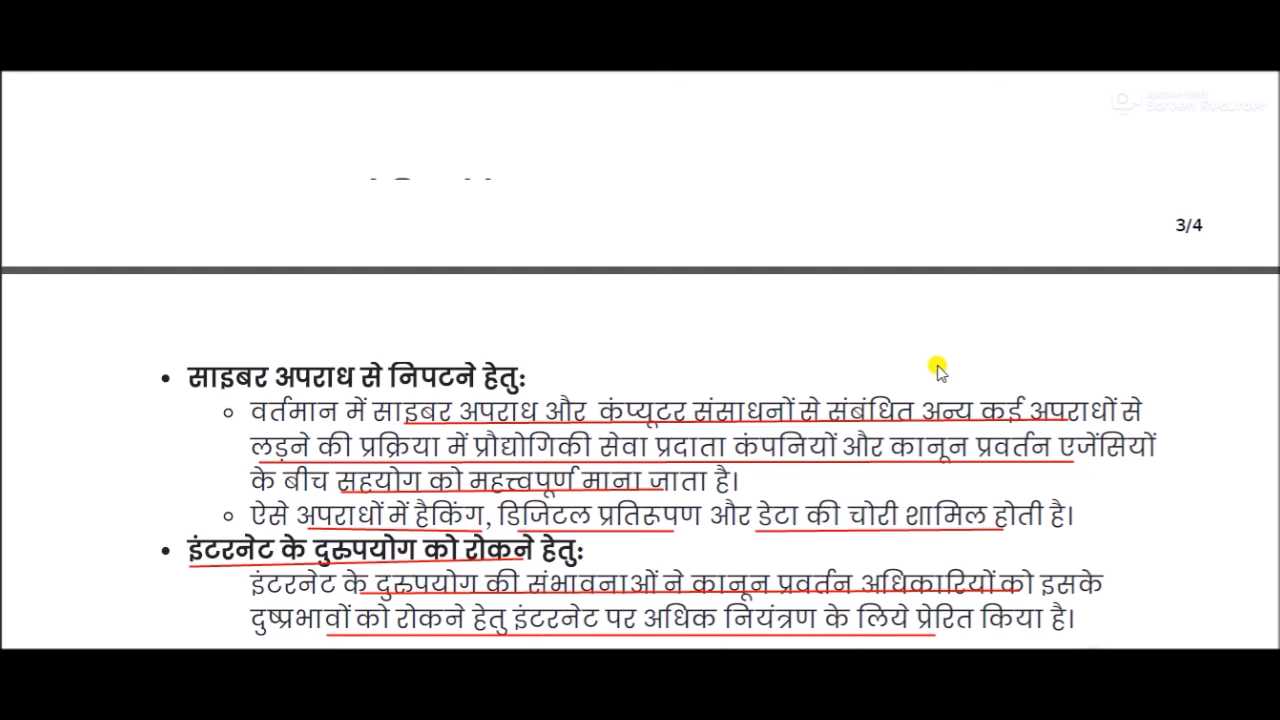 Screen Recorder
3/4
• साइबर अपराध से निपटने हेतु:
○ वर्तमान में साइबर अपराध और कंप्यूटर संसाधनों से संबंधित अन्य कई अपराधों से
लड़ने की प्रक्रिया में प्रौद्योगिकी सेवा प्रदाता कंपनियों और कानून प्रवर्तन एजेंसियों
के बीच सहयोग को महत्त्वपूर्ण माना जाता है।
○ ऐसे अपराधों में हैकिंग, डिजिटल प्रतिरूपण और डेटा की चोरी शामिल होती है।
• इंटरनेट के दुरुपयोग को रोकने हेतु:
इंटरनेट के दुरुपयोग की संभावनाओं ने कानून प्रवर्तन अधिकारियों को इसके
दुष्प्रभावों को रोकने हेतु इंटरनेट पर अधिक नियंत्रण के लिये प्रेरित किया है।